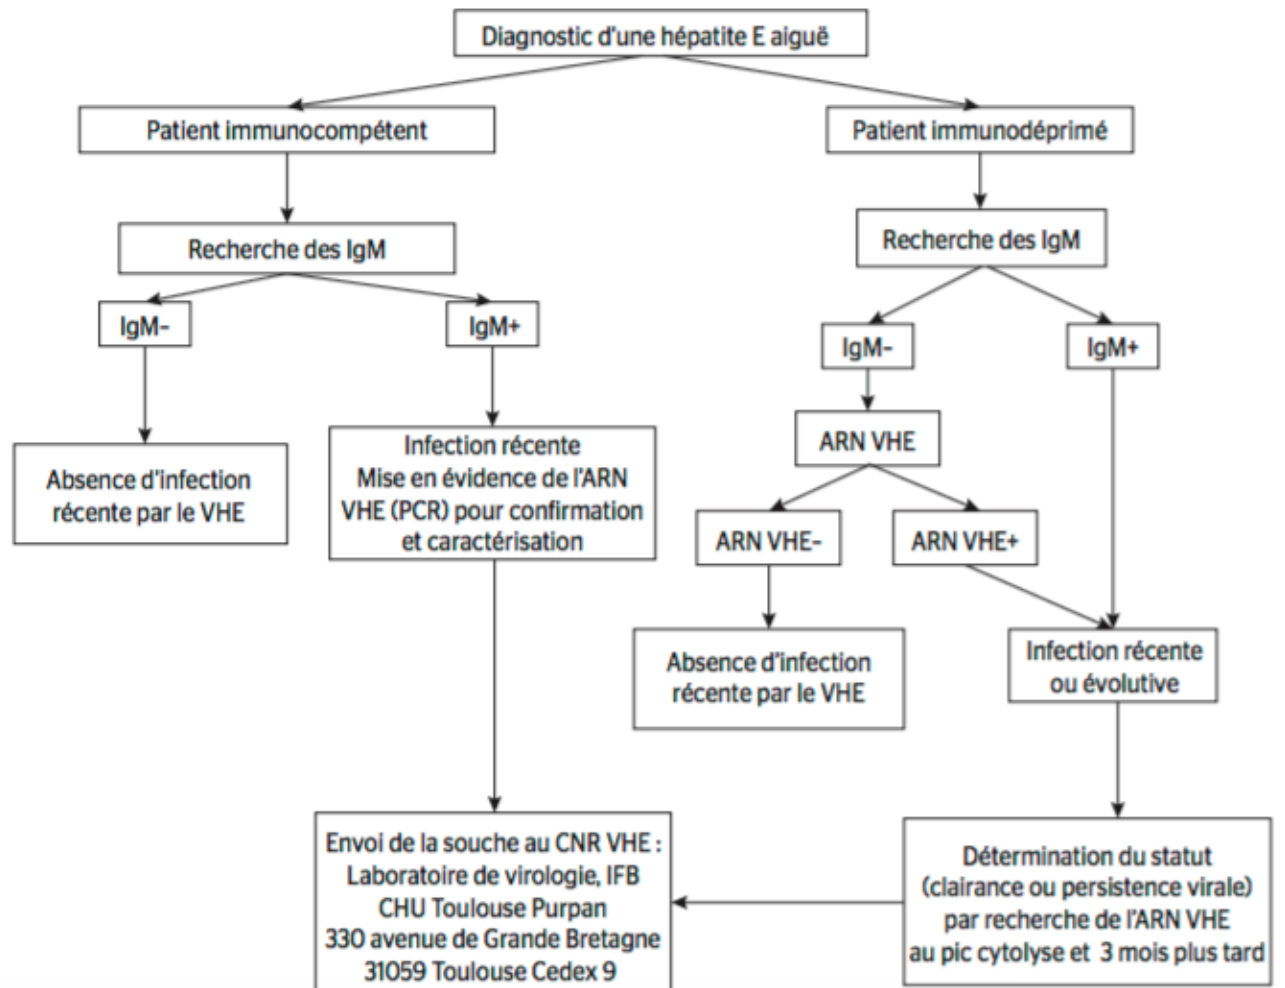 Diagnostic d'une hépatite E aiguë
Patient immunocompétent
Patient immunodéprimé
Recherche des IgM
Recherche des IgM
IgM–
IgM+
IgM–
IgM+
ARN VHE
Absence d'infection
récente par le VHE
Infection récente
Mise en évidence de l'ARN
VHE (PCR) pour confirmation
et caractérisation
ARN VHE–
ARN VHE+
Absence d'infection
récente par le VHE
Infection récente
ou évolutive
Envoi de la souche au CNR VHE :
Laboratoire de virologie, IFB
CHU Toulouse Purpan
330 avenue de Grande Bretagne
31059 Toulouse Cedex 9
Détermination du statut
(clairance ou persistence virale)
par recherche de l'ARN VHE
au pic cytolyse et 3 mois plus tard